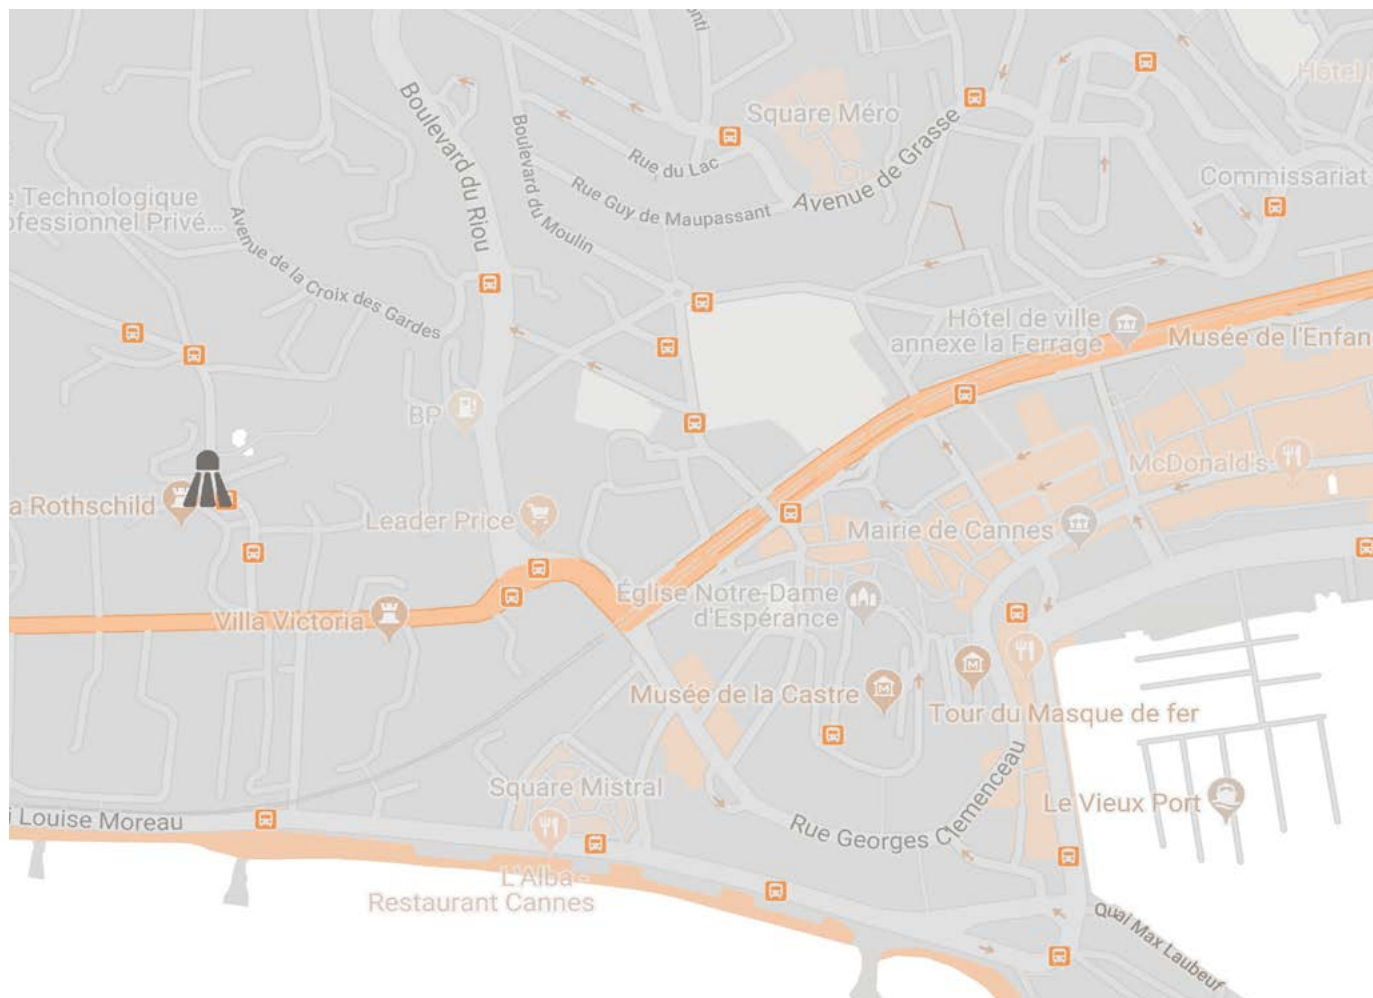 Boulevard du Riou
Boulevard du Moulin
Square Méro
Rue du Lac
Rue Guy de Maupassant
Avenue de Grasse
Commissariat
Technologique
Privé...
Avenue de la Croix des Gardes
Hôtel de ville
annexe la Ferrage
Musée de l'Enfan
BP
McDonald's
a Rothschild
Leader Price
Mairie de Cannes
Villa Victoria
Église Notre-Dame
d'Espérance
Musée de la Castre
Tour du Masque de fer
Square Mistral
Le Vieux Port
i Louise Moreau
Rue Georges Clemenceau
L'Alba -
Restaurant Cannes
Quai Max Laubeuf